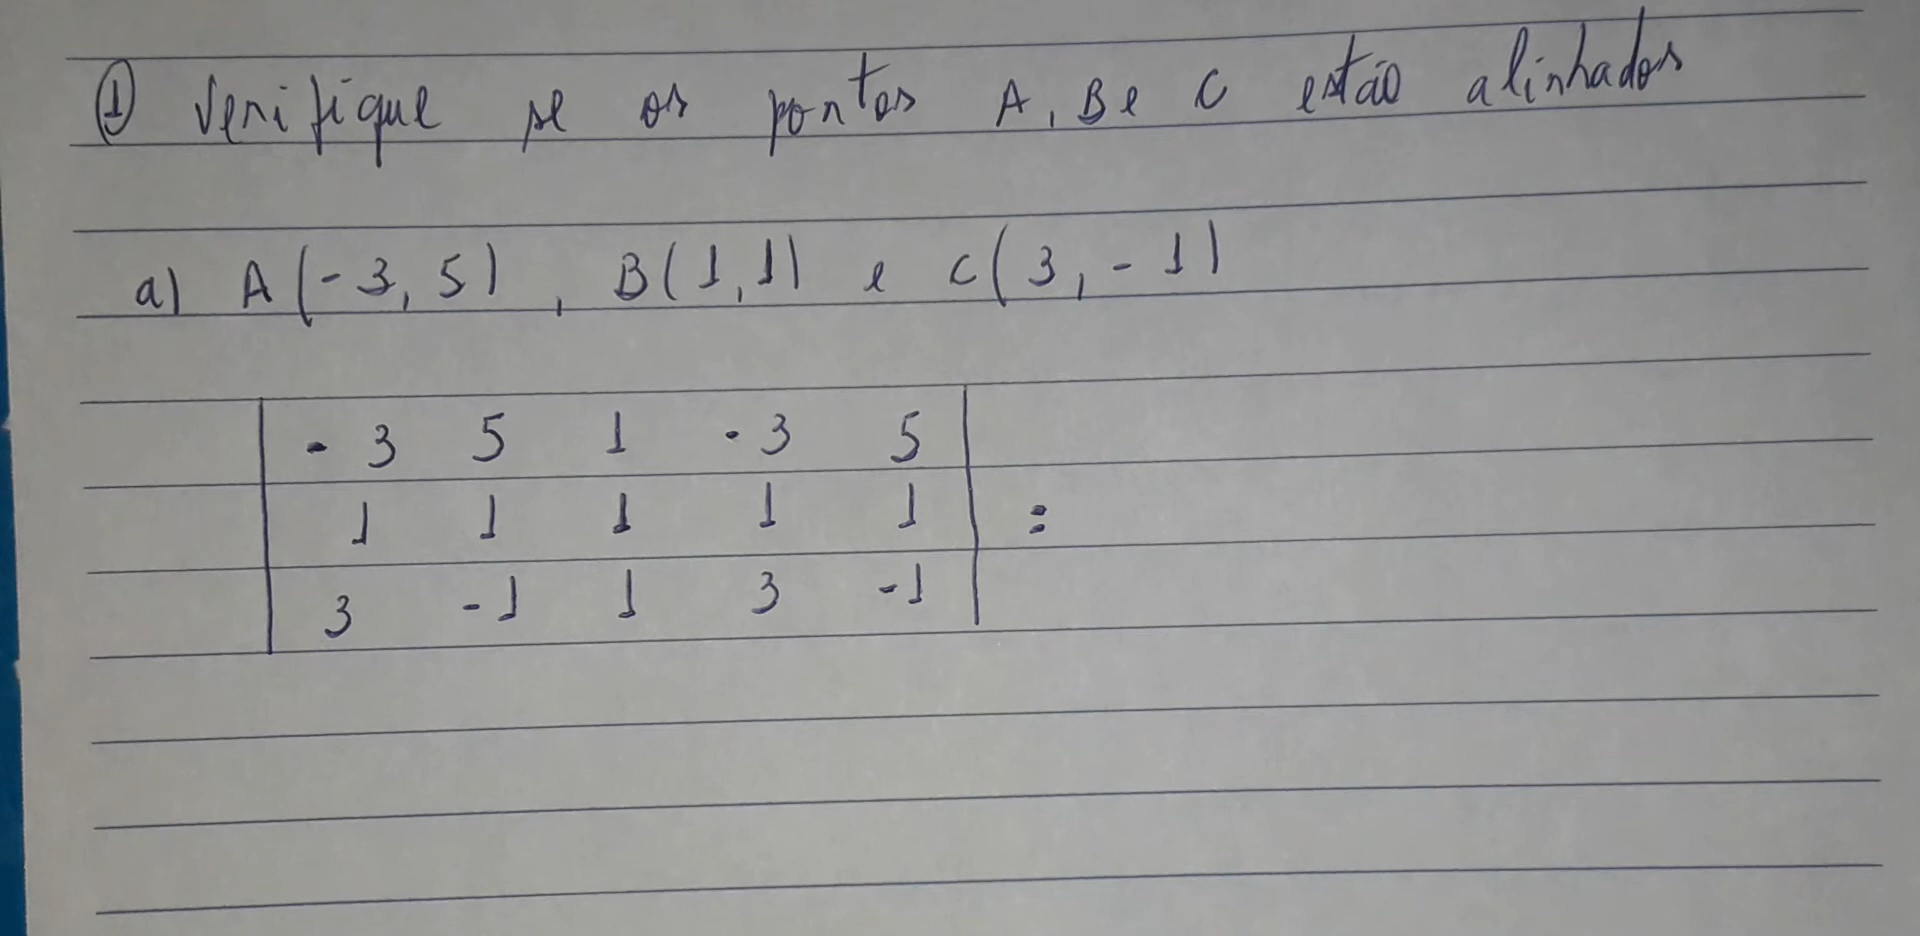 ① Verifique se os pontos A, B e C estão alinhados
a) A(-3, 5), B(1, 1) e C(3, -1)
-3 5 1 -3 5
1 1 1 1 1 =
3 -1 1 3 -1